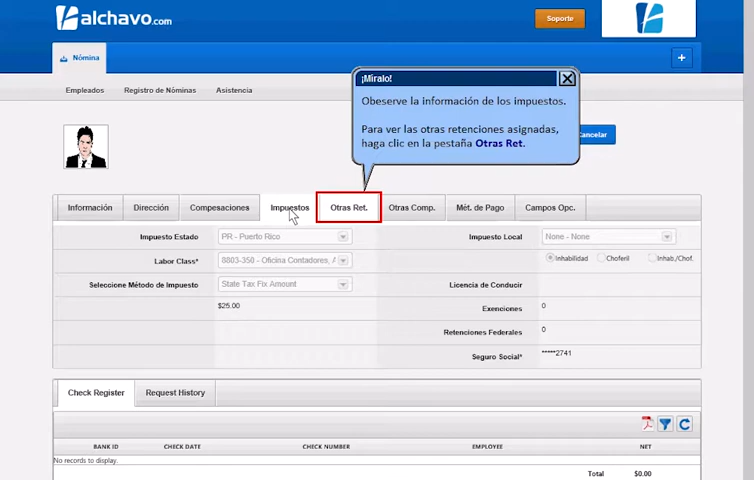 alchavo.com
Soporte
Nómina
+
Empleados Registro de Nóminas Asistencia
¡Míralo!
Obeserve la información de los impuestos.
Para ver las otras retenciones asignadas,
haga clic en la pestaña Otras Ret.
ancelar
Información Dirección Compesaciones Impuestos Otras Ret. Otras Comp. Mét. de Pago Campos Opc.
Impuesto Estado PR - Puerto Rico Impuesto Local None - None
Labor Class* 8803-350 - Oficina Contadores, A Inhabilidad Choferil Inhab./Chof.
Seleccione Método de Impuesto State Tax Fix Amount Licencia de Conducir
$25.00 Exenciones 0
Retenciones Federales 0
Seguro Social* *****2741
Check Register Request History
BANK ID CHECK DATE CHECK NUMBER EMPLOYEE NET
No records to display.
Total $0.00